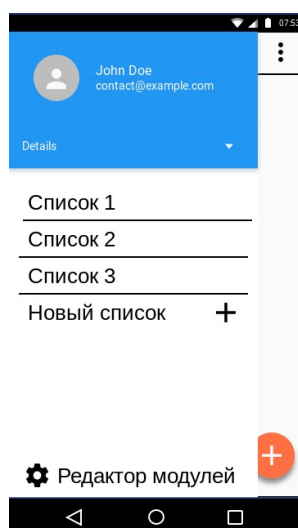 07:53
John Doe
contact@example.com
Details
Список 1
Список 2
Список 3
Новый список
Редактор модулей